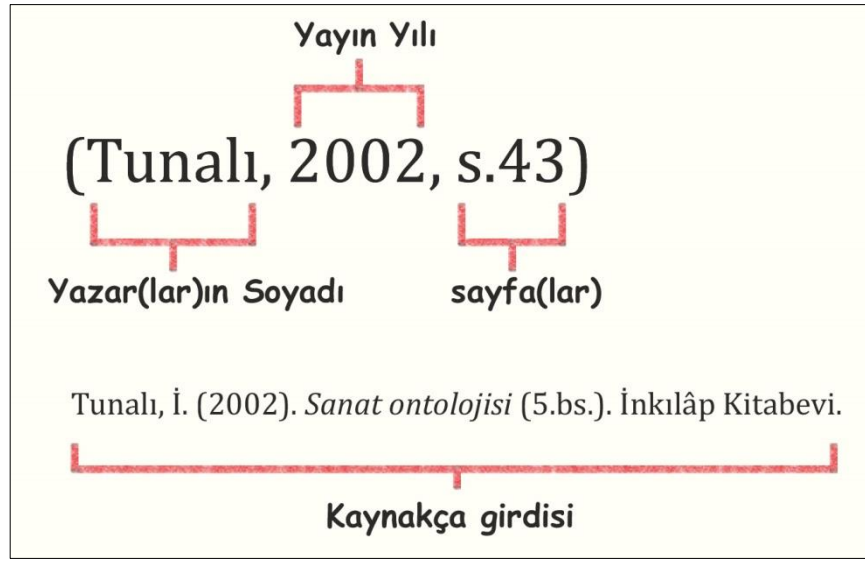 Yayın Yılı
(Tunalı, 2002, s.43)
Yazar(lar)ın Soyadı sayfa(lar)
Tunalı, İ. (2002). Sanat ontolojisi (5.bs.). İnkılâp Kitabevi.
Kaynakça girdisi